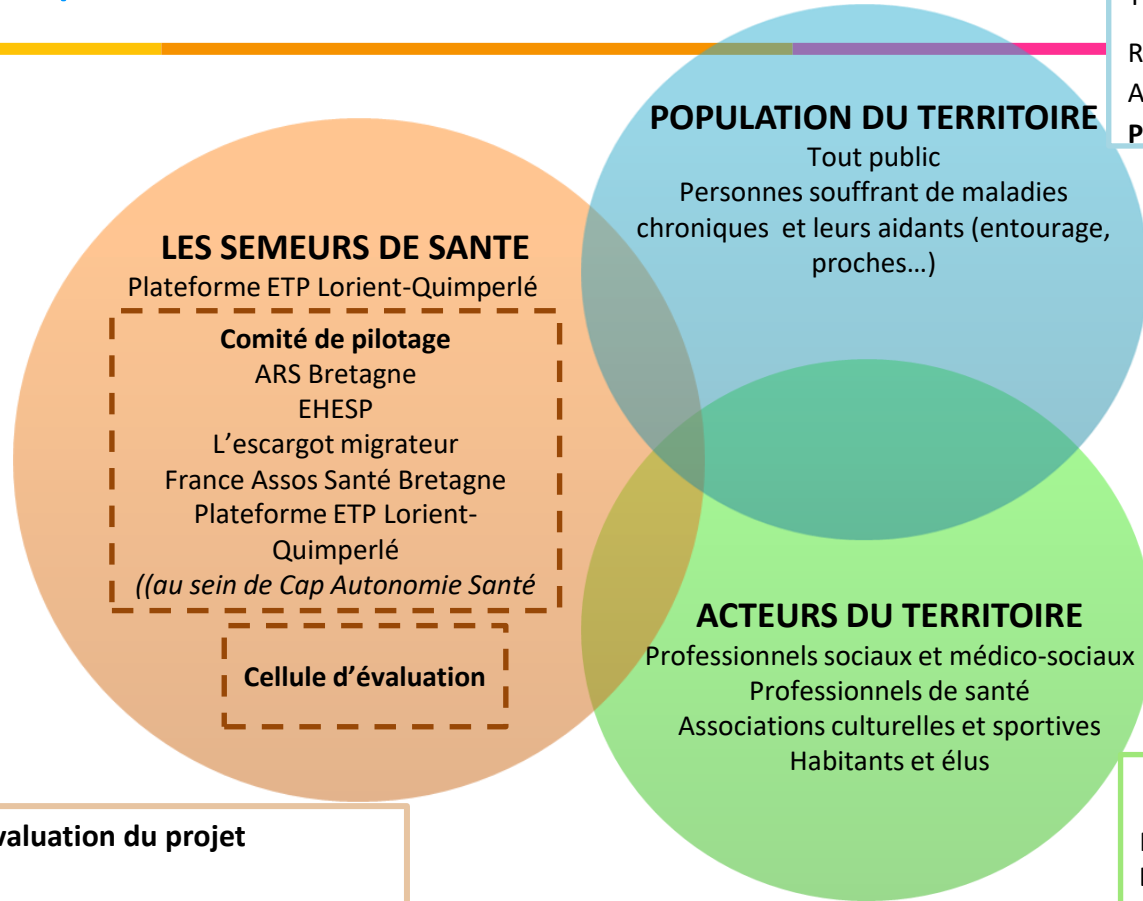 POPULATION DU TERRITOIRE
Tout public
Personnes souffrant de maladies
chroniques et leurs aidants (entourage,
proches…)
LES SEMEURS DE SANTE
Plateforme ETP Lorient-Quimperlé
Comité de pilotage
ARS Bretagne
EHESP
L'escargot migrateur
France Assos Santé Bretagne
Plateforme ETP Lorient-
Quimperlé
((au sein de Cap Autonomie Santé
Cellule d'évaluation
ACTEURS DU TERRITOIRE
Professionnels sociaux et médico-sociaux
Professionnels de santé
Associations culturelles et sportives
Habitants et élus
valuation du projet
R
A
P